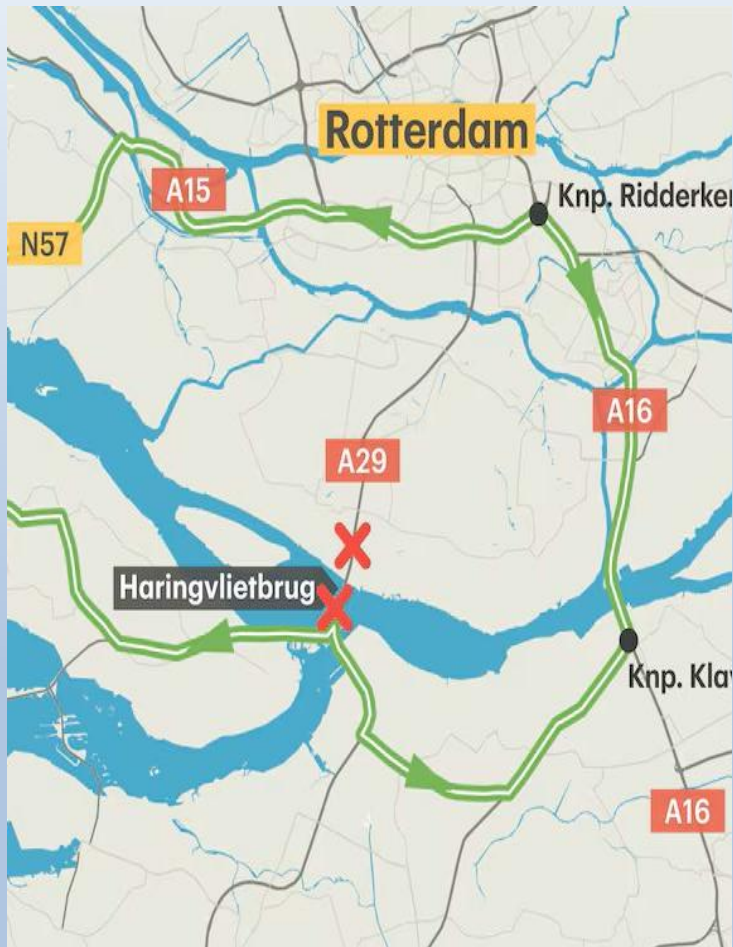 Rotterdam
A15
Knp. Ridderker
N57
A16
A29
Haringvlietbrug
Knp. Klav
A16